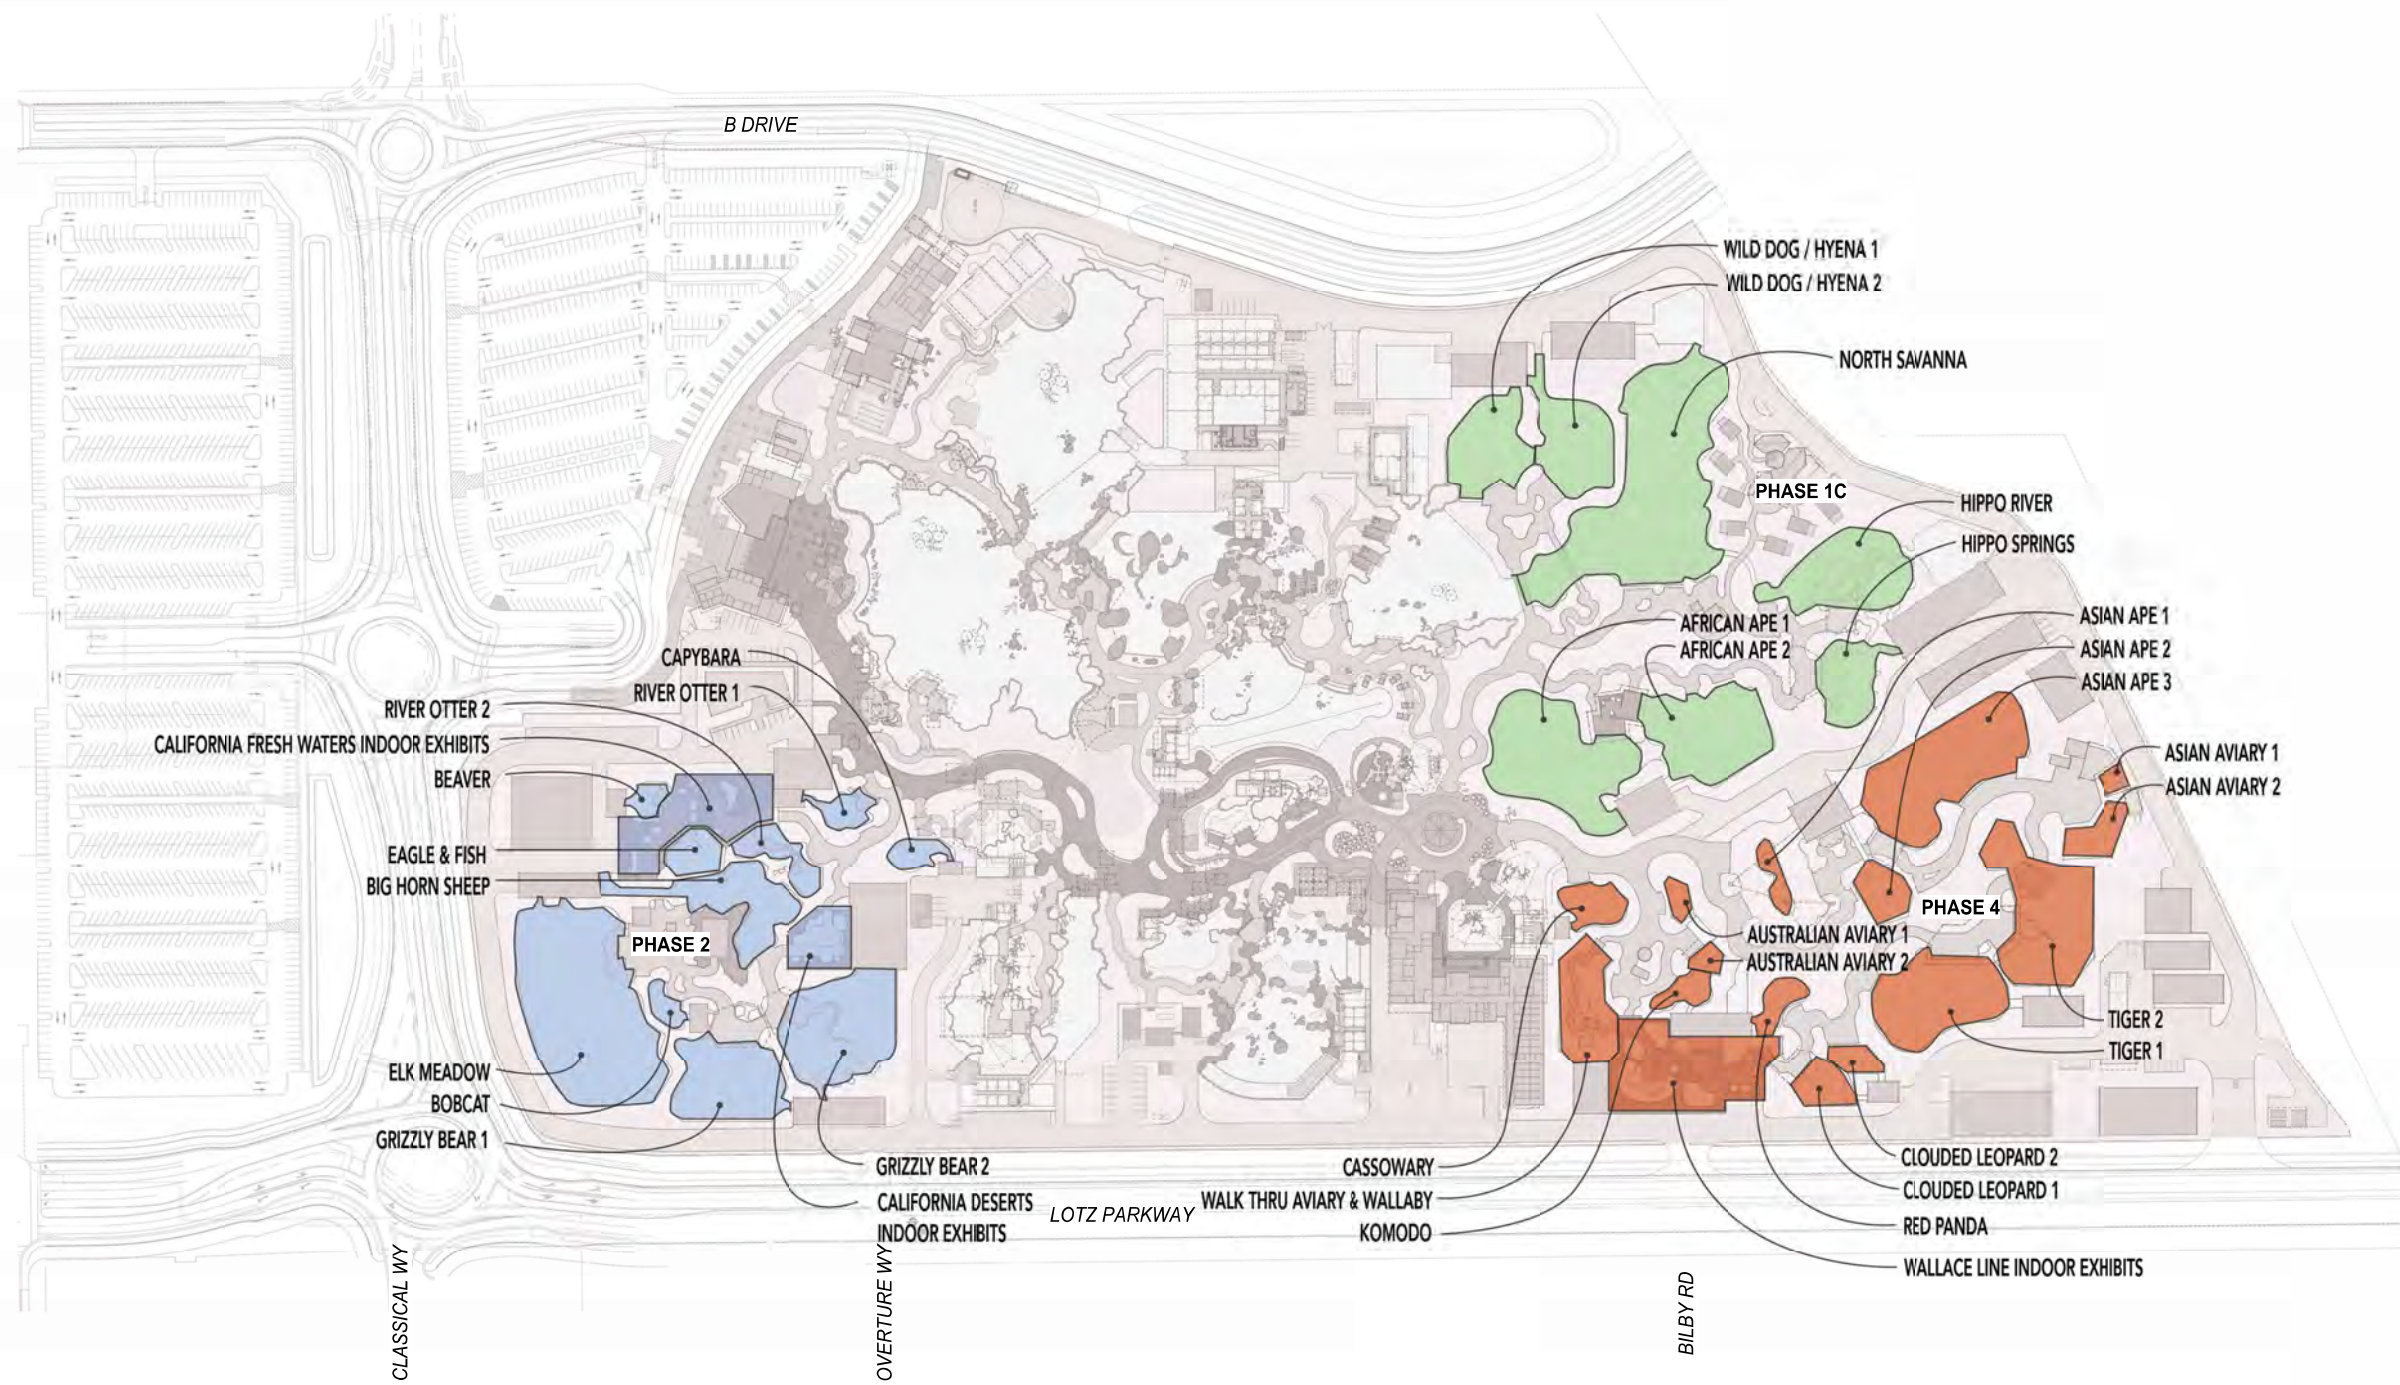 B DRIVE
WILD DOG / HYENA 1
WILD DOG / HYENA 2
NORTH SAVANNA
PHASE 1C
HIPPO RIVER
HIPPO SPRINGS
AFRICAN APE 1
AFRICAN APE 2
ASIAN APE 1
ASIAN APE 2
ASIAN APE 3
ASIAN AVIARY 1
ASIAN AVIARY 2
CAPYBARA
RIVER OTTER 1
RIVER OTTER 2
CALIFORNIA FRESH WATERS INDOOR EXHIBITS
BEAVER
EAGLE & FISH
BIG HORN SHEEP
PHASE 2
PHASE 4
AUSTRALIAN AVIARY 1
AUSTRALIAN AVIARY 2
TIGER 2
TIGER 1
ELK MEADOW
BOBCAT
GRIZZLY BEAR 1
GRIZZLY BEAR 2
CALIFORNIA DESERTS
INDOOR EXHIBITS
LOTZ PARKWAY
CASSOWARY
WALK THRU AVIARY & WALLABY
KOMODO
CLOUDED LEOPARD 2
CLOUDED LEOPARD 1
RED PANDA
WALLACE LINE INDOOR EXHIBITS
CLASSICAL WY
OVERTURE WY
BILBY RD